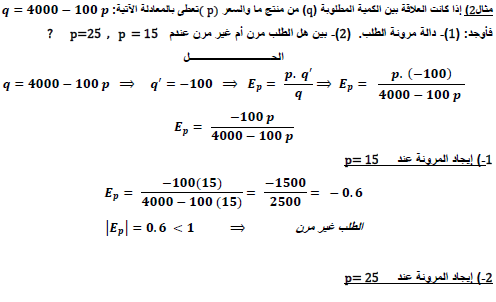 مثال2) إذا كانت العلاقة بين الكمية المطلوبة (q) من منتج ما والسعر (p) تعطى بالمعادلة الآتية: q = 4000 − 100 p
فأوجد: (1)- دالة مرونة الطلب. (2)- بين هل الطلب مرن أم غير مرن عندم p = 15 , p=25 ?
الحـــــــــــــل
q = 4000 − 100 p ⟹ q′ = −100 ⟹ E_p = p. q′ / q ⟹ E_p = p. (−100) / 4000 − 100 p
E_p = −100 p / 4000 − 100 p
1-) إيجاد المرونة عند p= 15
E_p = −100(15) / 4000 − 100 (15) = −1500 / 2500 = − 0.6
|E_p| = 0.6 < 1 ⟹ الطلب غير مرن
2-) إيجاد المرونة عند p= 25